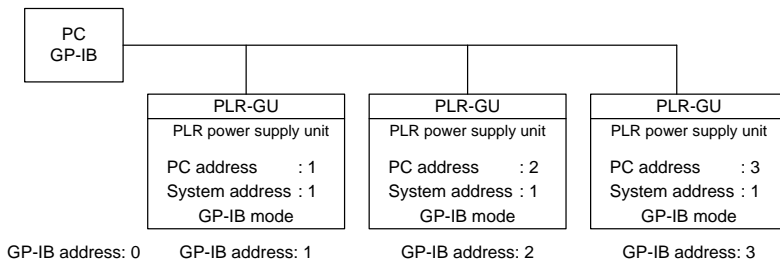 PC
GP-IB
PLR-GU
PLR power supply unit
PC address : 1
System address : 1
GP-IB mode
PLR-GU
PLR power supply unit
PC address : 2
System address : 1
GP-IB mode
PLR-GU
PLR power supply unit
PC address : 3
System address : 1
GP-IB mode
GP-IB address: 0
GP-IB address: 1
GP-IB address: 2
GP-IB address: 3